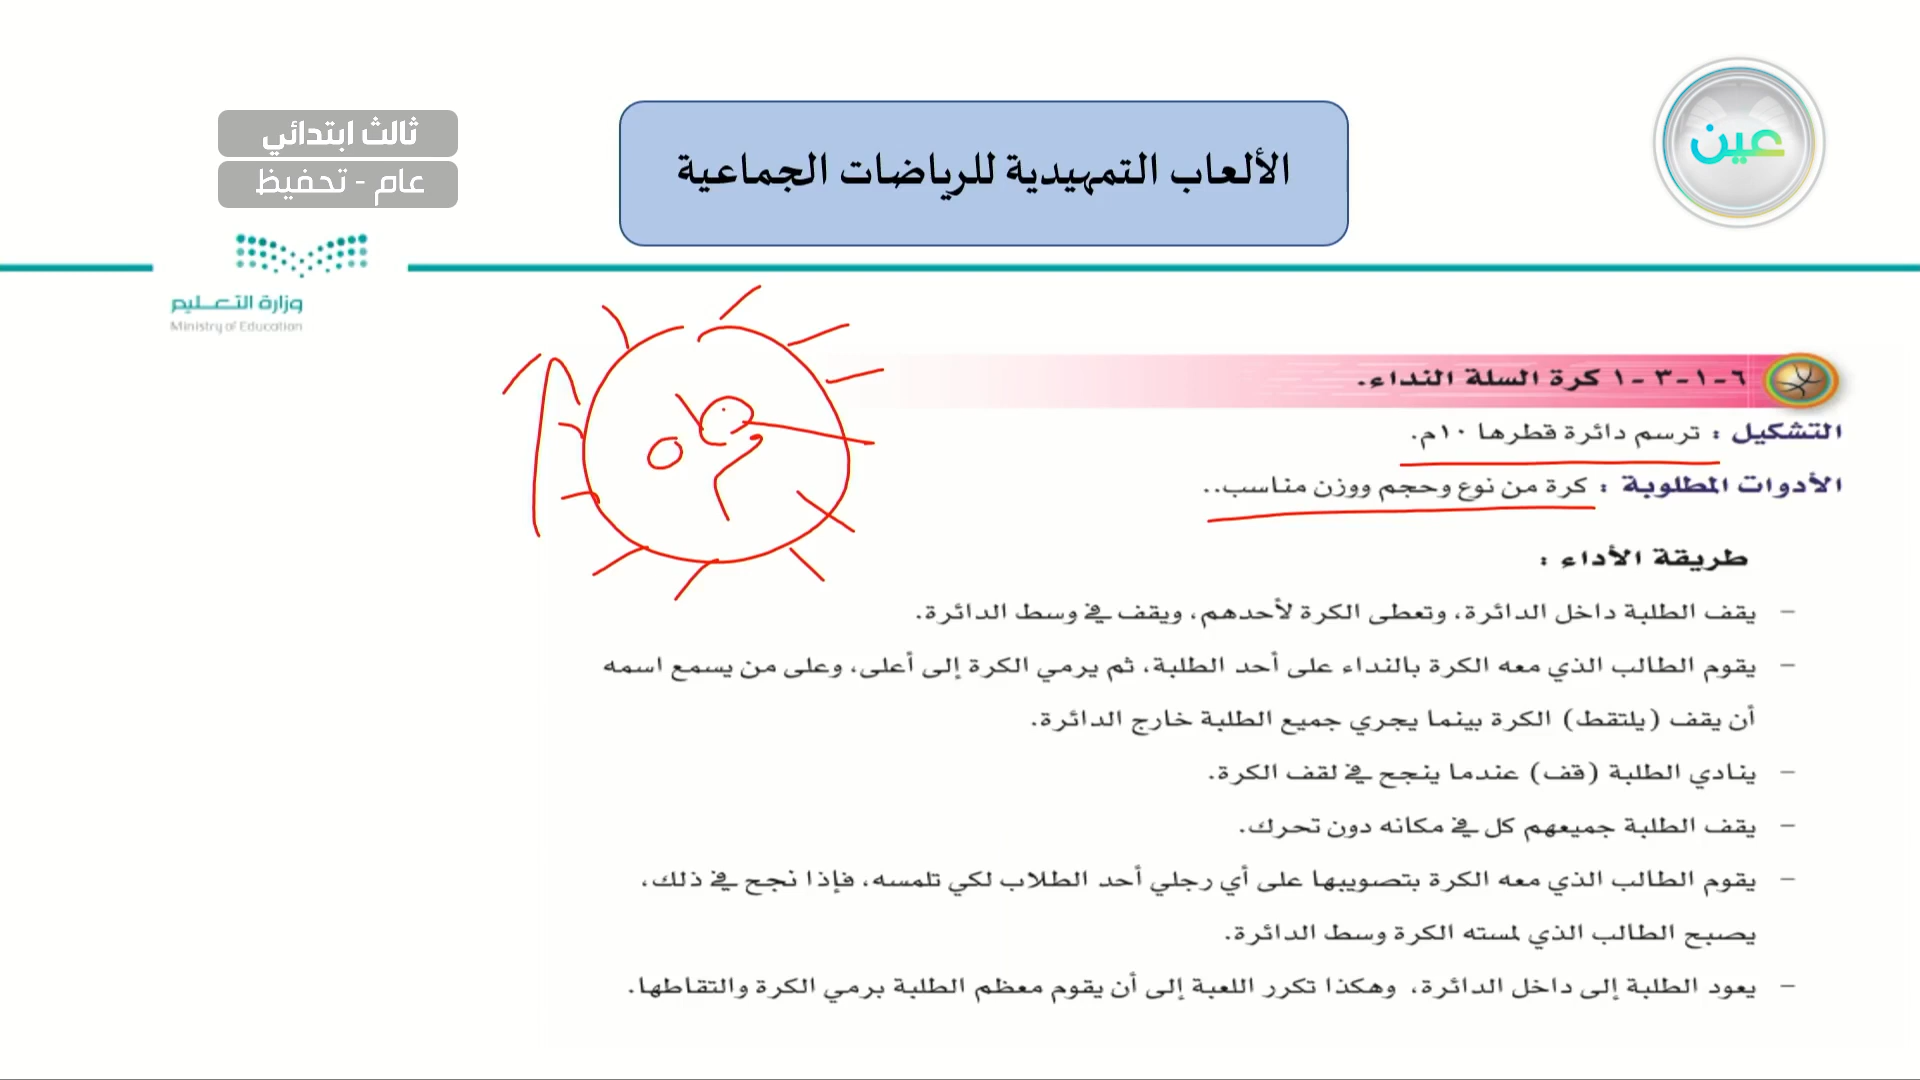 ثالث ابتدائي
عام - تحفيظ
الألعاب التمهيدية للرياضات الجماعية
عين
وزارة التعليم
Ministry of Education
٦-١-٣-١ كرة السلة النداء.
التشكيل : ترسم دائرة قطرها ١٠م.
الأدوات المطلوبة : كرة من نوع وحجم ووزن مناسب..
طريقة الأداء :
– يقف الطلبة داخل الدائرة، وتعطى الكرة لأحدهم، ويقف في وسط الدائرة.
– يقوم الطالب الذي معه الكرة بالنداء على أحد الطلبة، ثم يرمي الكرة إلى أعلى، وعلى من يسمع اسمه
أن يقف (يلتقط) الكرة بينما يجري جميع الطلبة خارج الدائرة.
– ينادي الطلبة (قف) عندما ينجح في لقف الكرة.
– يقف الطلبة جميعهم كل في مكانه دون تحرك.
– يقوم الطالب الذي معه الكرة بتصويبها على أي رجلي أحد الطلاب لكي تلمسه، فإذا نجح في ذلك،
يصبح الطالب الذي لمسته الكرة وسط الدائرة.
– يعود الطلبة إلى داخل الدائرة، وهكذا تكرر اللعبة إلى أن يقوم معظم الطلبة برمي الكرة والتقاطها.